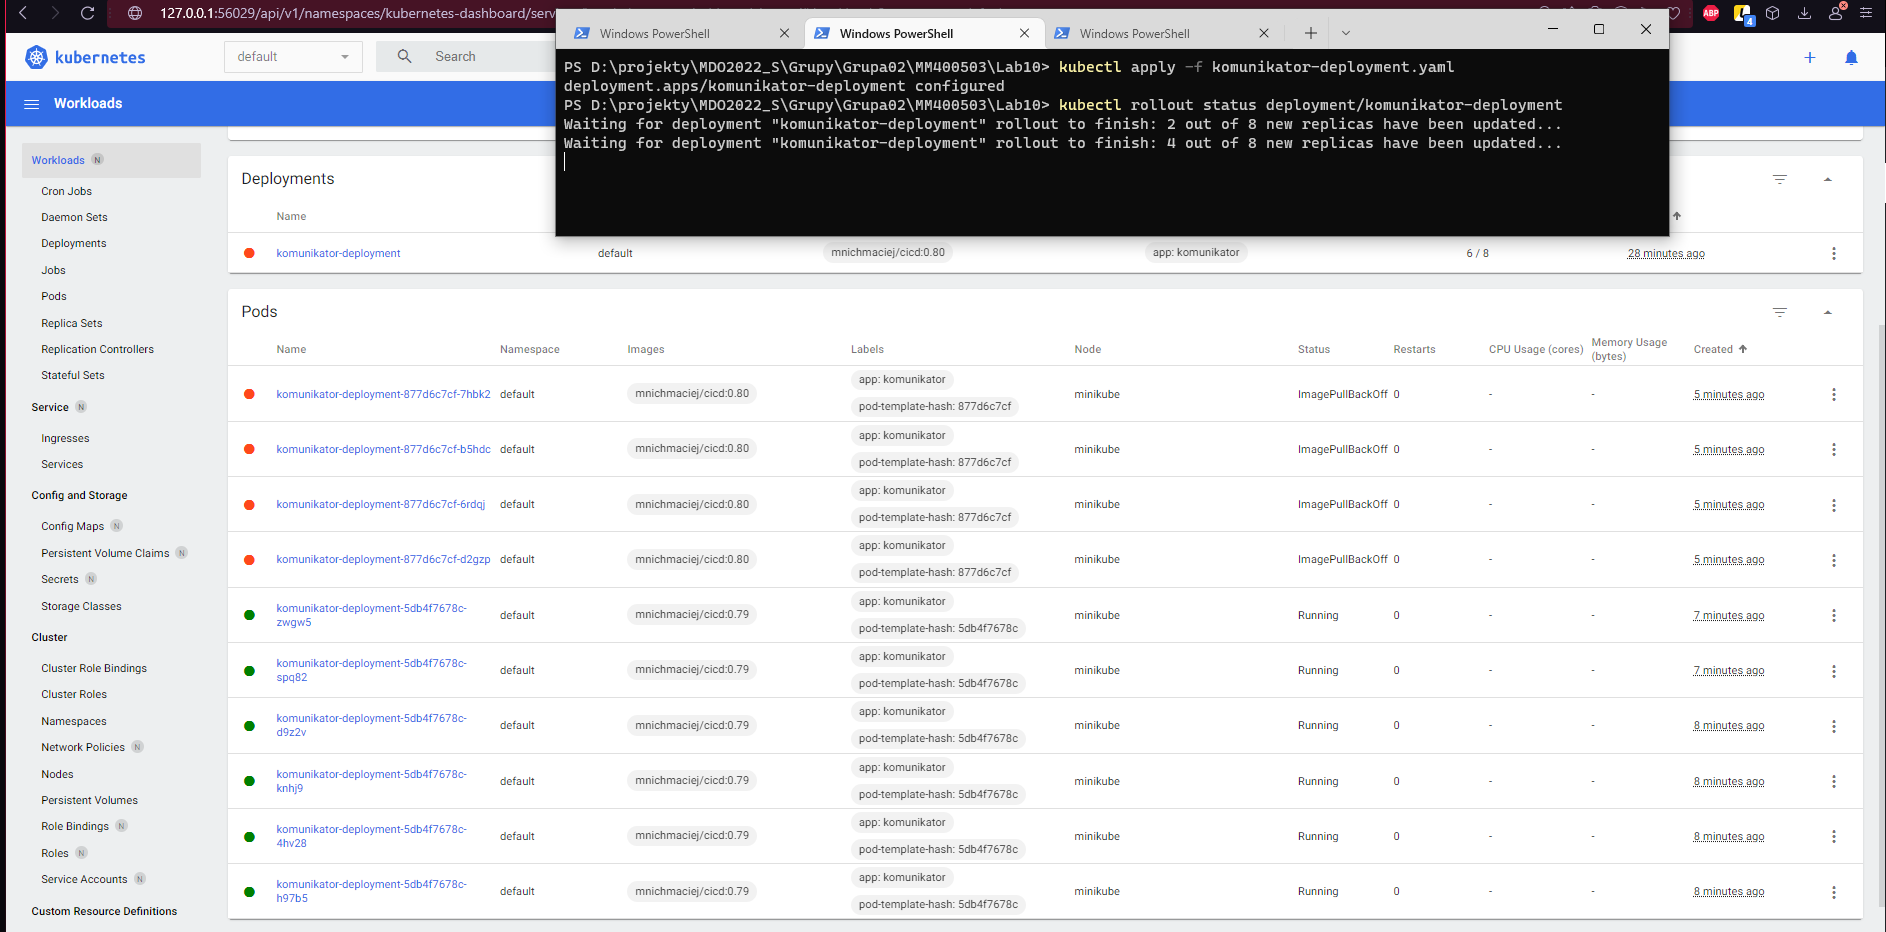 127.0.0.1:56029/api/v1/namespaces/kubernetes-dashboard/serv
ABP
4
Windows PowerShell
Windows PowerShell
Windows PowerShell
kubernetes
default
Search
Workloads
PS D:\projekty\MDO2022_S\Grupy\Grupa02\MM400503\Lab10> kubectl apply -f komunikator-deployment.yaml
deployment.apps/komunikator-deployment configured
PS D:\projekty\MDO2022_S\Grupy\Grupa02\MM400503\Lab10> kubectl rollout status deployment/komunikator-deployment
Waiting for deployment "komunikator-deployment" rollout to finish: 2 out of 8 new replicas have been updated...
Waiting for deployment "komunikator-deployment" rollout to finish: 4 out of 8 new replicas have been updated...
Workloads N
Cron Jobs
Daemon Sets
Deployments
Jobs
Pods
Replica Sets
Replication Controllers
Stateful Sets
Service N
Ingresses
Services
Config and Storage
Config Maps N
Persistent Volume Claims N
Secrets N
Storage Classes
Cluster
Cluster Role Bindings
Cluster Roles
Namespaces
Network Policies N
Nodes
Persistent Volumes
Role Bindings N
Roles N
Service Accounts N
Custom Resource Definitions
Deployments
Name
komunikator-deployment default mnichmaciej/cicd:0.80 app: komunikator 6 / 8 28 minutes ago
Pods
Name Namespace Images Labels Node Status Restarts CPU Usage (cores) Memory Usage (bytes) Created
komunikator-deployment-877d6c7cf-7hbk2 default mnichmaciej/cicd:0.80 app: komunikator minikube ImagePullBackOff 0 - - 5 minutes ago
pod-template-hash: 877d6c7cf
komunikator-deployment-877d6c7cf-b5hdc default mnichmaciej/cicd:0.80 app: komunikator minikube ImagePullBackOff 0 - - 5 minutes ago
pod-template-hash: 877d6c7cf
komunikator-deployment-877d6c7cf-6rdqj default mnichmaciej/cicd:0.80 app: komunikator minikube ImagePullBackOff 0 - - 5 minutes ago
pod-template-hash: 877d6c7cf
komunikator-deployment-877d6c7cf-d2gzp default mnichmaciej/cicd:0.80 app: komunikator minikube ImagePullBackOff 0 - - 5 minutes ago
pod-template-hash: 877d6c7cf
komunikator-deployment-5db4f7678c-zwgw5 default mnichmaciej/cicd:0.79 app: komunikator minikube Running 0 - - 7 minutes ago
pod-template-hash: 5db4f7678c
komunikator-deployment-5db4f7678c-spq82 default mnichmaciej/cicd:0.79 app: komunikator minikube Running 0 - - 7 minutes ago
pod-template-hash: 5db4f7678c
komunikator-deployment-5db4f7678c-d9z2v default mnichmaciej/cicd:0.79 app: komunikator minikube Running 0 - - 8 minutes ago
pod-template-hash: 5db4f7678c
komunikator-deployment-5db4f7678c-knhj9 default mnichmaciej/cicd:0.79 app: komunikator minikube Running 0 - - 8 minutes ago
pod-template-hash: 5db4f7678c
komunikator-deployment-5db4f7678c-4hv28 default mnichmaciej/cicd:0.79 app: komunikator minikube Running 0 - - 8 minutes ago
pod-template-hash: 5db4f7678c
komunikator-deployment-5db4f7678c-h97b5 default mnichmaciej/cicd:0.79 app: komunikator minikube Running 0 - - 8 minutes ago
pod-template-hash: 5db4f7678c